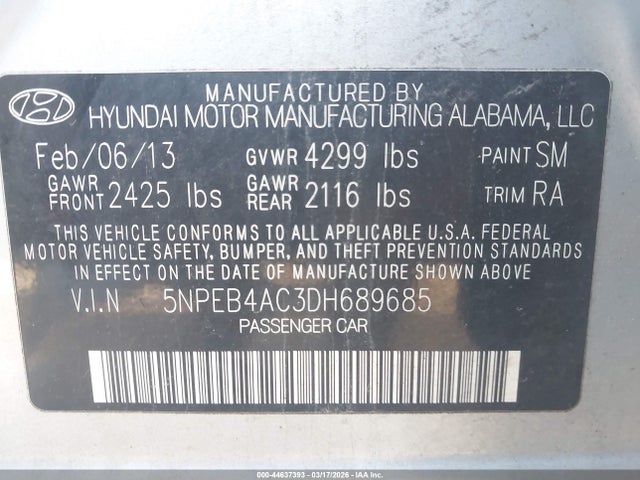 MANUFACTURED BY
HYUNDAI MOTOR MANUFACTURING ALABAMA, LLC
Feb/06/13 GVWR 4299 lbs PAINT SM
GAWR FRONT 2425 lbs GAWR REAR 2116 lbs TRIM RA
THIS VEHICLE CONFORMS TO ALL APPLICABLE U.S.A. FEDERAL
MOTOR VEHICLE SAFETY, BUMPER, AND THEFT PREVENTION STANDARDS
IN EFFECT ON THE DATE OF MANUFACTURE SHOWN ABOVE.
V.I.N 5NPEB4AC3DH689685
PASSENGER CAR
000-44637393 - 03/17/2026 - IAA, Inc.